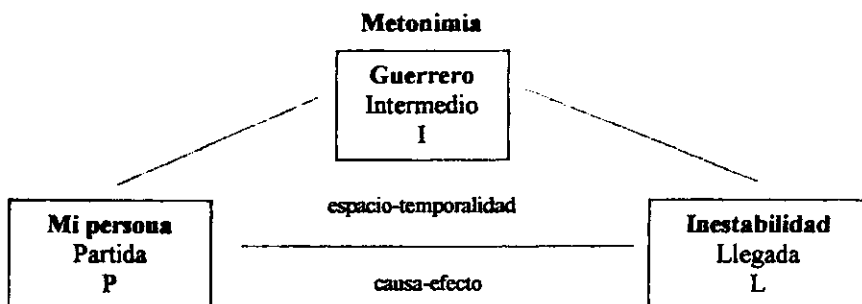 Metonimia
Guerrero
Intermedio
I
espacio-temporalidad
Mi persona
Partida
P
Inestabilidad
Llegada
L
causa-efecto